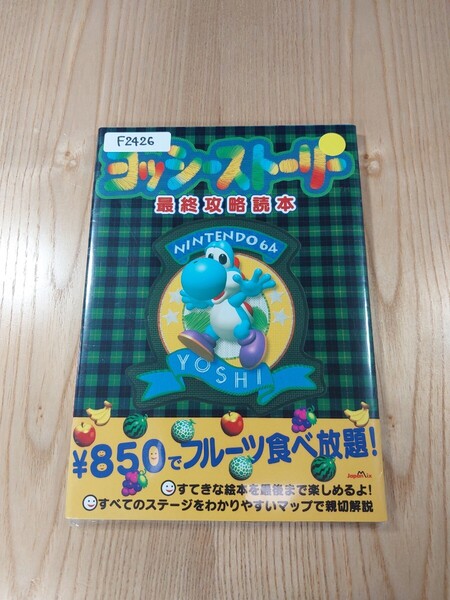 F2426
ヨッシーストーリー
最終攻略読本
NINTENDO64
YOSHI
¥850でフルーツ食べ放題!
JapanMix
すてきな絵本を最後まで楽しめるよ!
すべてのステージをわかりやすいマップで親切解説